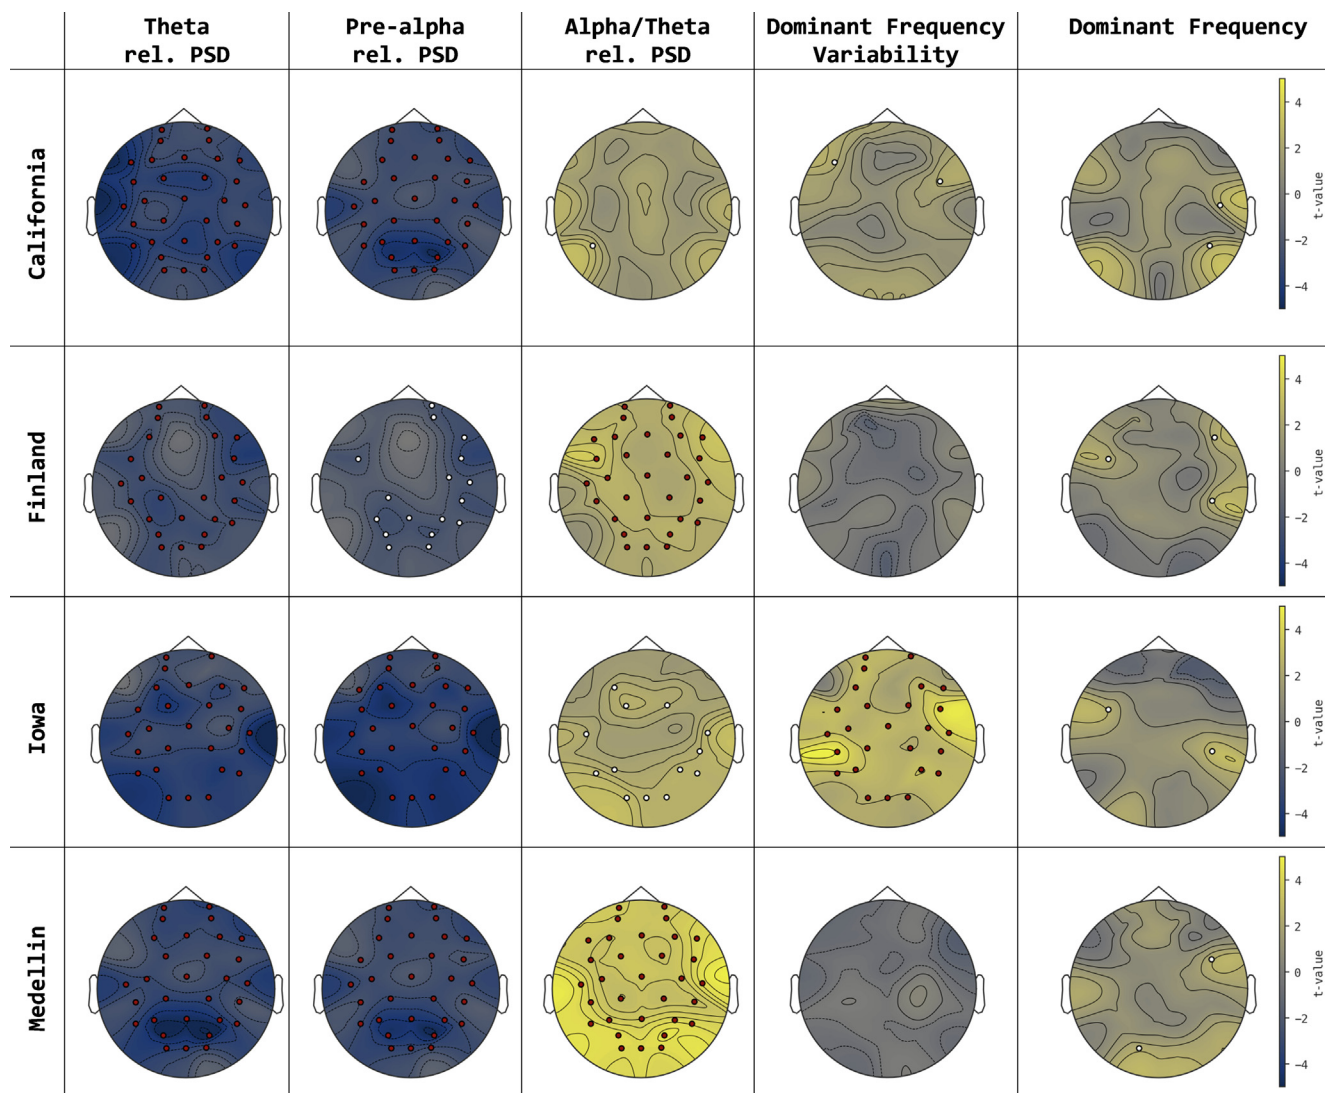 Theta
rel. PSD
Pre-alpha
rel. PSD
Alpha/Theta
rel. PSD
Dominant Frequency
Variability
Dominant Frequency
California
4
2
0
−2
−4
t-value
Finland
4
2
0
−2
−4
t-value
Iowa
4
2
0
−2
−4
t-value
Medellin
4
2
0
−2
−4
t-value